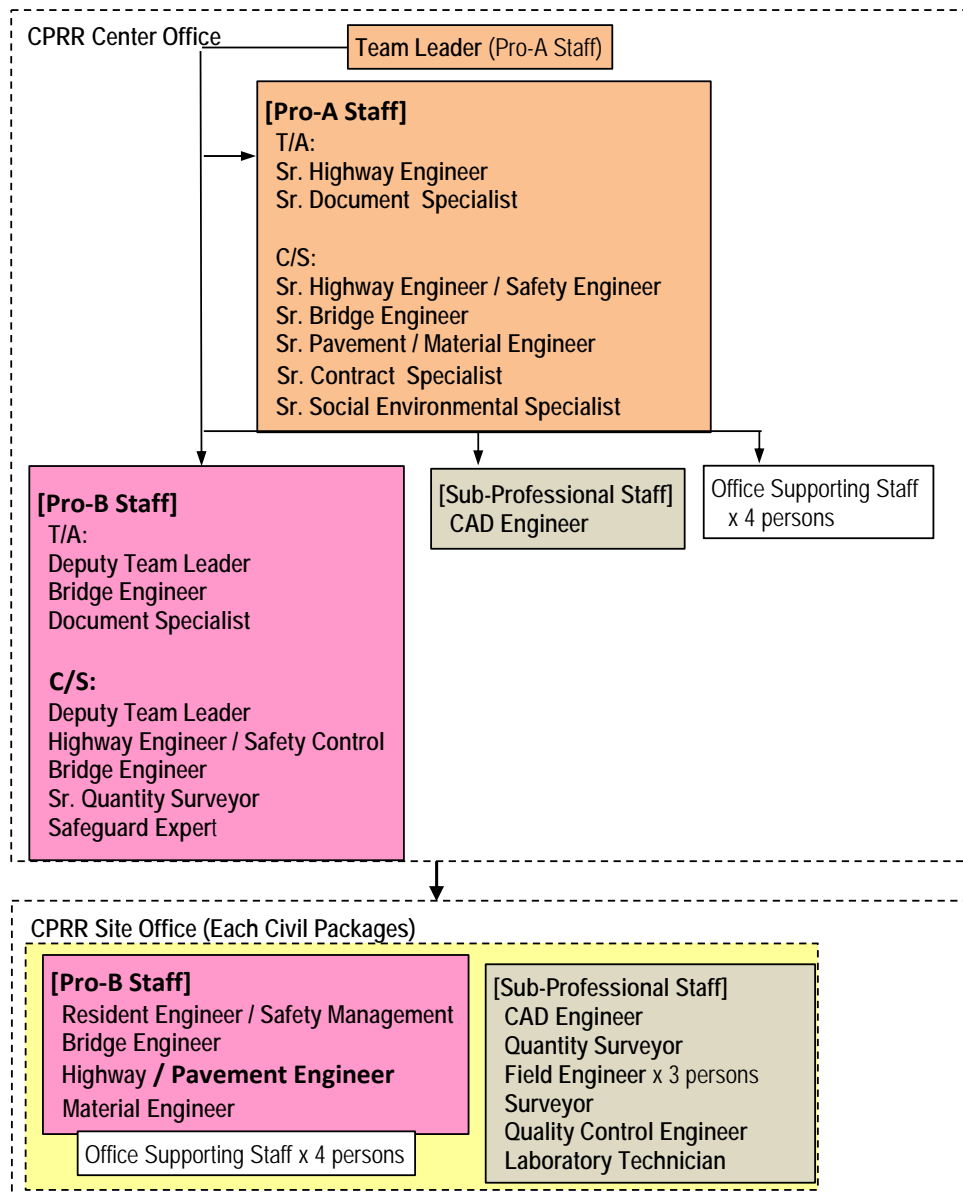 CPRR Center Office
Team Leader (Pro-A Staff)
[Pro-A Staff]
T/A:
Sr. Highway Engineer
Sr. Document Specialist
C/S:
Sr. Highway Engineer / Safety Engineer
Sr. Bridge Engineer
Sr. Pavement / Material Engineer
Sr. Contract Specialist
Sr. Social Environmental Specialist
[Pro-B Staff]
T/A:
Deputy Team Leader
Bridge Engineer
Document Specialist
C/S:
Deputy Team Leader
Highway Engineer / Safety Control
Bridge Engineer
Sr. Quantity Surveyor
Safeguard Expert
[Sub-Professional Staff]
CAD Engineer
Office Supporting Staff
x 4 persons
CPRR Site Office (Each Civil Packages)
[Pro-B Staff]
Resident Engineer / Safety Management
Bridge Engineer
Highway / Pavement Engineer
Material Engineer
Office Supporting Staff x 4 persons
[Sub-Professional Staff]
CAD Engineer
Quantity Surveyor
Field Engineer x 3 persons
Surveyor
Quality Control Engineer
Laboratory Technician